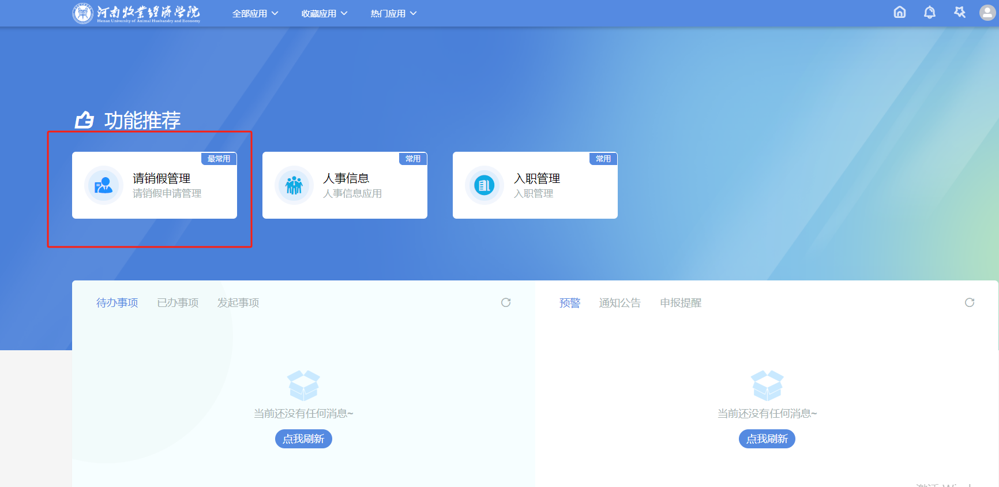 河南牧业经济学院
Henan University of Animal Husbandry and Economy
全部应用
收藏应用
热门应用
功能推荐
最常用
请销假管理
请销假申请管理
常用
人事信息
人事信息应用
常用
入职管理
入职管理
待办事项 已办事项 发起事项
当前还没有任何消息~
点我刷新
预警 通知公告 申报提醒
当前还没有任何消息~
点我刷新